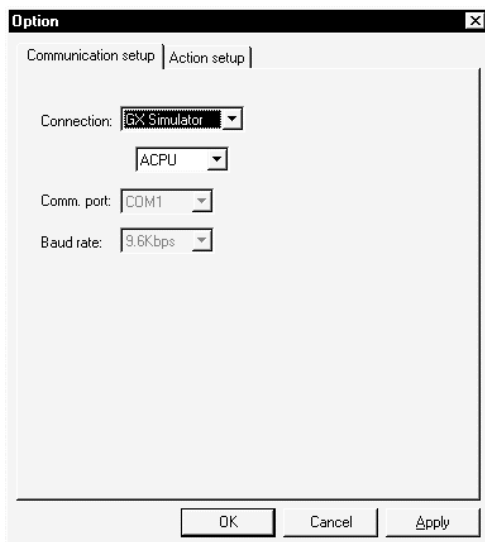 Option
Communication setup Action setup
Connection: GX Simulator
ACPU
Comm. port: COM1
Baud rate: 9.6Kbps
OK Cancel Apply